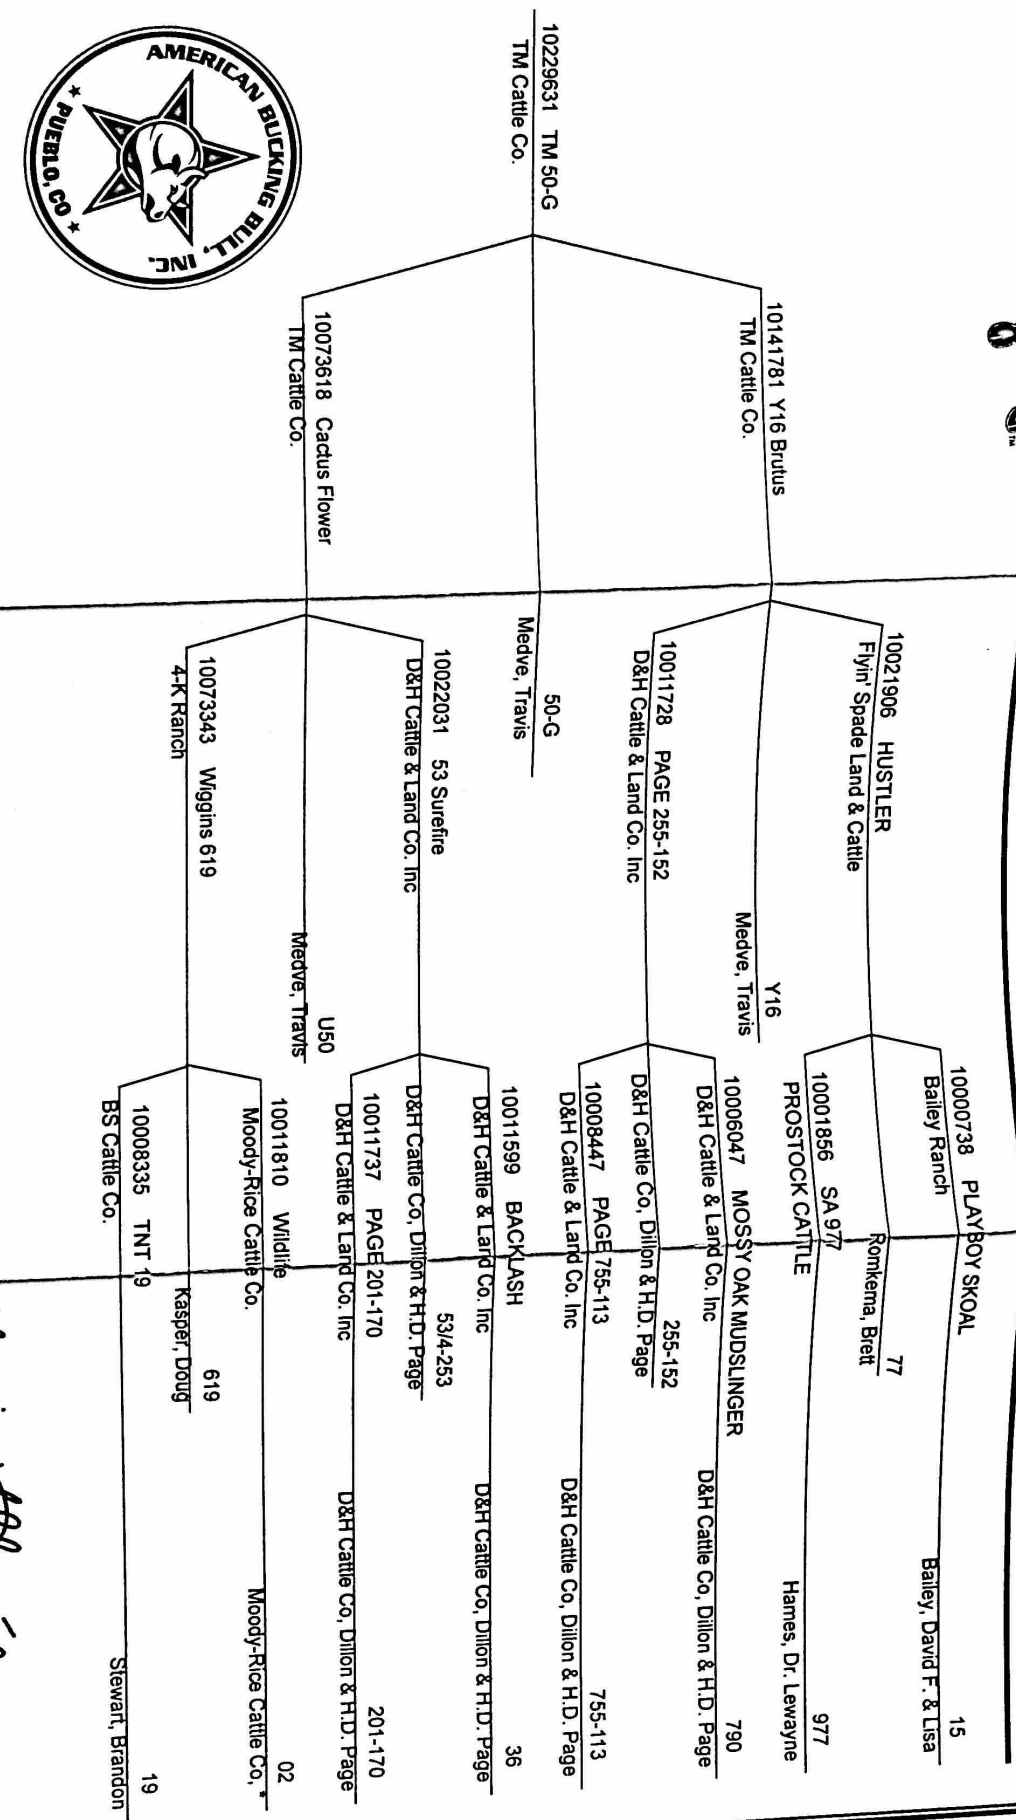 10000738 PLAYBOY SKOAL 15
Bailey Ranch Bailey, David F. & Lisa
10021906 HUSTLER 77
Flyin' Spade Land & Cattle Romkema, Brett
10001856 SA 977 977
PROSTOCK CATTLE Hames, Dr. Lewayne
10141781 Y16 Brutus Y16
TM Cattle Co. Medve, Travis
10006047 MOSSY OAK MUDSLINGER 790
D&H Cattle & Land Co. Inc D&H Cattle Co, Dillon & H.D. Page
10011728 PAGE 255-152 255-152
D&H Cattle & Land Co. Inc D&H Cattle Co, Dillon & H.D. Page
10008447 PAGE 755-113 755-113
D&H Cattle & Land Co. Inc D&H Cattle Co, Dillon & H.D. Page
10229631 TM 50-G 50-G
TM Cattle Co. Medve, Travis
10011599 BACKLASH 36
D&H Cattle & Land Co. Inc D&H Cattle Co, Dillon & H.D. Page
10022031 53 Surefire 53/4-253
D&H Cattle & Land Co. Inc D&H Cattle Co, Dillon & H.D. Page
10011737 PAGE 201-170 201-170
D&H Cattle & Land Co. Inc D&H Cattle Co, Dillon & H.D. Page
10073618 Cactus Flower U50
TM Cattle Co. Medve, Travis
10011810 Wildlife 02
Moody-Rice Cattle Co. Moody-Rice Cattle Co, *
10073343 Wiggins 619 619
4-K Ranch Kasper, Doug
10008335 TNT 19 19
BS Cattle Co. Stewart, Brandon
AMERICAN BUCKING BULL, INC.
★ PUEBLO, CO ★